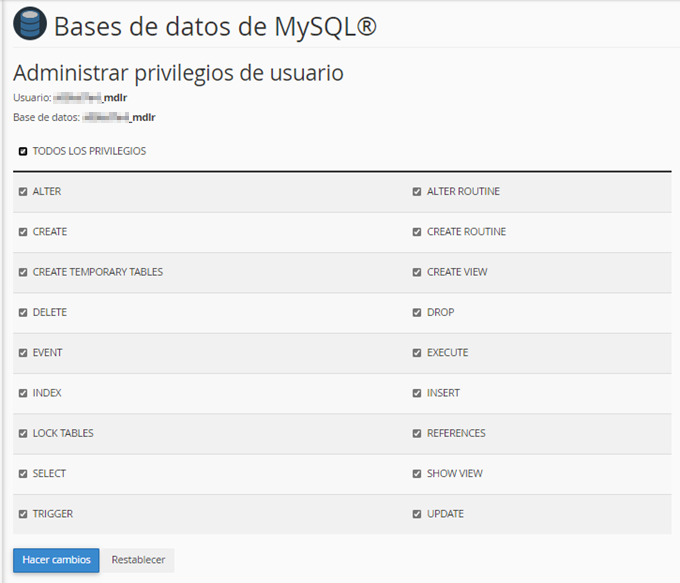 Bases de datos de MySQL®
Administrar privilegios de usuario
Usuario: _mdlr
Base de datos: _mdlr
TODOS LOS PRIVILEGIOS
ALTER ALTER ROUTINE
CREATE CREATE ROUTINE
CREATE TEMPORARY TABLES CREATE VIEW
DELETE DROP
EVENT EXECUTE
INDEX INSERT
LOCK TABLES REFERENCES
SELECT SHOW VIEW
TRIGGER UPDATE
Hacer cambios Restablecer